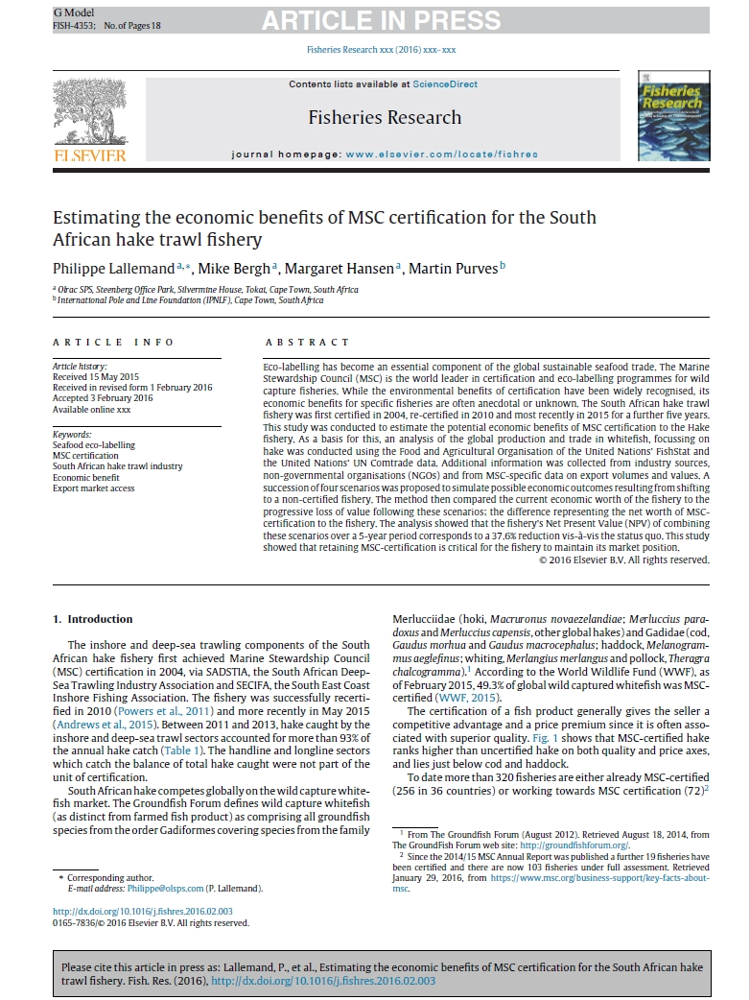 G Model
FISH-4353; No. of Pages 18
ARTICLE IN PRESS
Fisheries Research xxx (2016) xxx–xxx
Contents lists available at ScienceDirect
Fisheries Research
journal homepage: www.elsevier.com/locate/fishres
ELSEVIER
Fisheries
Research
Estimating the economic benefits of MSC certification for the South
African hake trawl fishery
Philippe Lallemand a,*, Mike Bergh a, Margaret Hansen a, Martin Purves b
a Olrac SPS, Steenberg Office Park, Silvermine House, Tokai, Cape Town, South Africa
b International Pole and Line Foundation (IPNLF), Cape Town, South Africa
ARTICLE INFO
Article history:
Received 15 May 2015
Received in revised form 1 February 2016
Accepted 3 February 2016
Available online xxx
Keywords:
Seafood eco-labelling
MSC certification
South African hake trawl industry
Economic benefit
Export market access
ABSTRACT
Eco-labelling has become an essential component of the global sustainable seafood trade. The Marine
Stewardship Council (MSC) is the world leader in certification and eco-labelling programmes for wild
capture fisheries. While the environmental benefits of certification have been widely recognised, its
economic benefits for specific fisheries are often anecdotal or unknown. The South African hake trawl
fishery was first certified in 2004, re-certified in 2010 and most recently in 2015 for a further five years.
This study was conducted to estimate the potential economic benefits of MSC certification to the Hake
fishery. As a basis for this, an analysis of the global production and trade in whitefish, focussing on
hake was conducted using the Food and Agricultural Organisation of the United Nations' FishStat and
the United Nations' UN Comtrade data. Additional information was collected from industry sources,
non-governmental organisations (NGOs) and from MSC-specific data on export volumes and values. A
succession of four scenarios was proposed to simulate possible economic outcomes resulting from shifting
to a non-certified fishery. The method then compared the current economic worth of the fishery to the
progressive loss of value following these scenarios; the difference representing the net worth of MSC-
certification to the fishery. The analysis showed that the fishery's Net Present Value (NPV) of combining
these scenarios over a 5-year period corresponds to a 37.6% reduction vis-à-vis the status quo. This study
showed that retaining MSC-certification is critical for the fishery to maintain its market position.
© 2016 Elsevier B.V. All rights reserved.
1. Introduction
The inshore and deep-sea trawling components of the South
African hake fishery first achieved Marine Stewardship Council
(MSC) certification in 2004, via SADSTIA, the South African Deep-
Sea Trawling Industry Association and SECIFA, the South East Coast
Inshore Fishing Association. The fishery was successfully recerti-
fied in 2010 (Powers et al., 2011) and more recently in May 2015
(Andrews et al., 2015). Between 2011 and 2013, hake caught by the
inshore and deep-sea trawl sectors accounted for more than 93% of
the annual hake catch (Table 1). The handline and longline sectors
which catch the balance of total hake caught were not part of the
unit of certification.
South African hake competes globally on the wild capture white-
fish market. The Groundfish Forum defines wild capture whitefish
(as distinct from farmed fish product) as comprising all groundfish
species from the order Gadiformes covering species from the family
* Corresponding author.
E-mail address: Philippe@olsps.com (P. Lallemand).
http://dx.doi.org/10.1016/j.fishres.2016.02.003
0165-7836/© 2016 Elsevier B.V. All rights reserved.
Merlucciidae (hoki, Macruronus novaezelandiae; Merluccius para-
doxus and Merluccius capensis, other global hakes) and Gadidae (cod,
Gaudus morhua and Gaudus macrocephalus; haddock, Melanogram-
mus aeglefinus; whiting, Merlangius merlangus and pollock, Theragra
chalcogramma).1 According to the World Wildlife Fund (WWF), as
of February 2015, 49.3% of global wild captured whitefish was MSC-
certified (WWF, 2015).
The certification of a fish product generally gives the seller a
competitive advantage and a price premium since it is often asso-
ciated with superior quality. Fig. 1 shows that MSC-certified hake
ranks higher than uncertified hake on both quality and price axes,
and lies just below cod and haddock.
To date more than 320 fisheries are either already MSC-certified
(256 in 36 countries) or working towards MSC certification (72)2
1 From The Groundfish Forum (August 2012). Retrieved August 18, 2014, from
The GroundFish Forum web site: http://groundfishforum.org/.
2 Since the 2014/15 MSC Annual Report was published a further 19 fisheries have
been certified and there are now 103 fisheries under full assessment. Retrieved
January 29, 2016, from https://www.msc.org/business-support/key-facts-about-
msc.
Please cite this article in press as: Lallemand, P., et al., Estimating the economic benefits of MSC certification for the South African hake
trawl fishery. Fish. Res. (2016), http://dx.doi.org/10.1016/j.fishres.2016.02.003